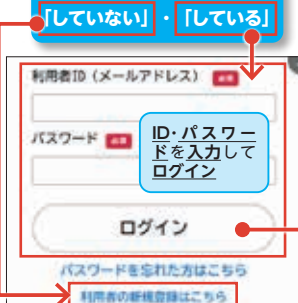 「していない」・「している」
利用者ID（メールアドレス） 必須
パスワード 必須
ID・パスワー
ドを入力して
ログイン
ログイン
パスワードを忘れた方はこちら
利用者の新規登録はこちら